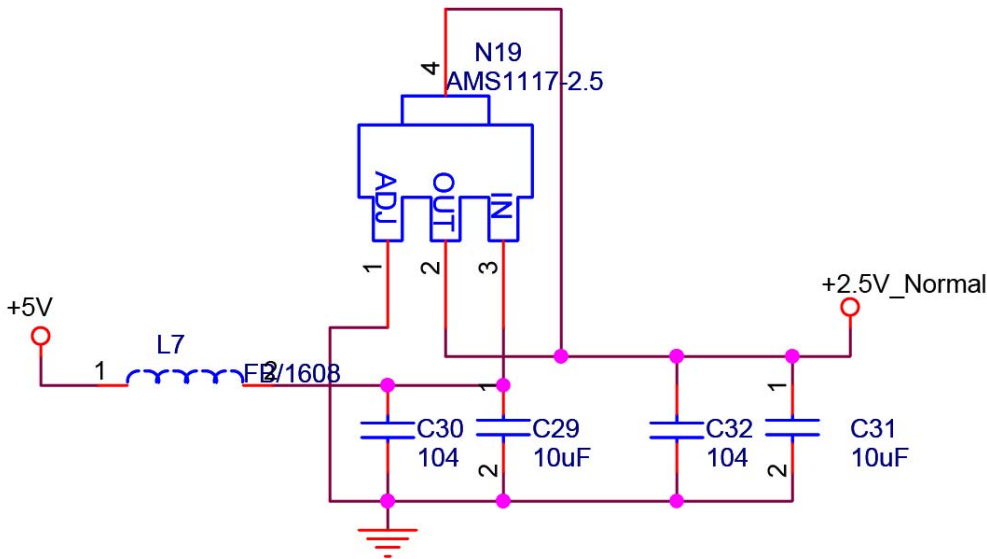 4
N19
AMS1117-2.5
ADJ
OUT
IN
1
2
3
+5V
+2.5V_Normal
1
L7
2
FB/1608
1
1
C30
104
C29
10uF
C32
104
C31
10uF
2
2